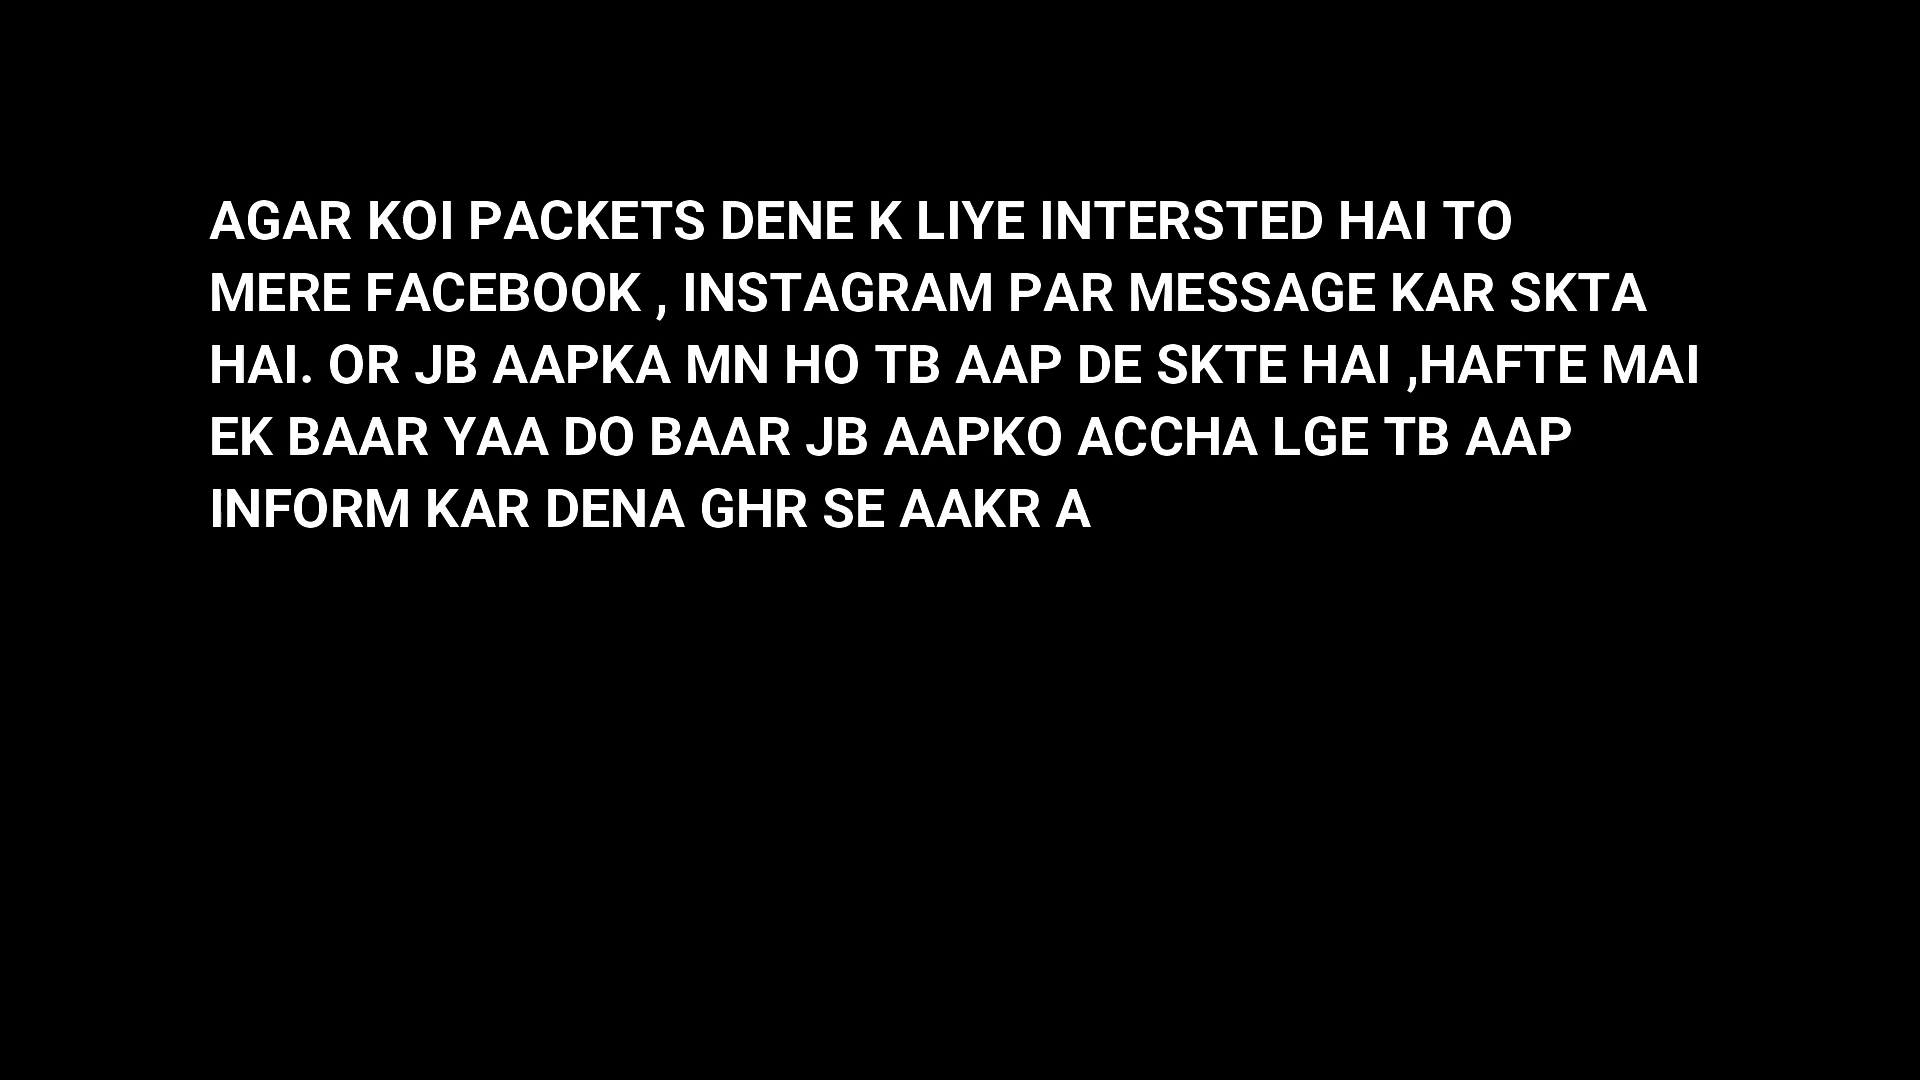 AGAR KOI PACKETS DENE K LIYE INTERSTED HAI TO
MERE FACEBOOK , INSTAGRAM PAR MESSAGE KAR SKTA
HAI. OR JB AAPKA MN HO TB AAP DE SKTE HAI ,HAFTE MAI
EK BAAR YAA DO BAAR JB AAPKO ACCHA LGE TB AAP
INFORM KAR DENA GHR SE AAKR A